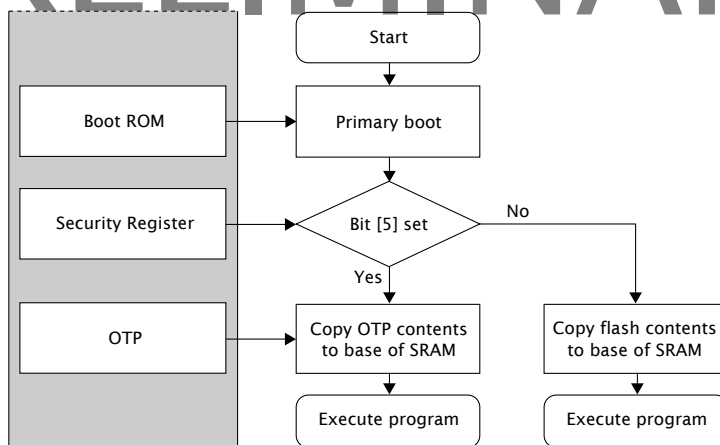 Start
Boot ROM
Primary boot
Security Register
Bit [5] set
No
Yes
OTP
Copy OTP contents
to base of SRAM
Copy flash contents
to base of SRAM
Execute program
Execute program